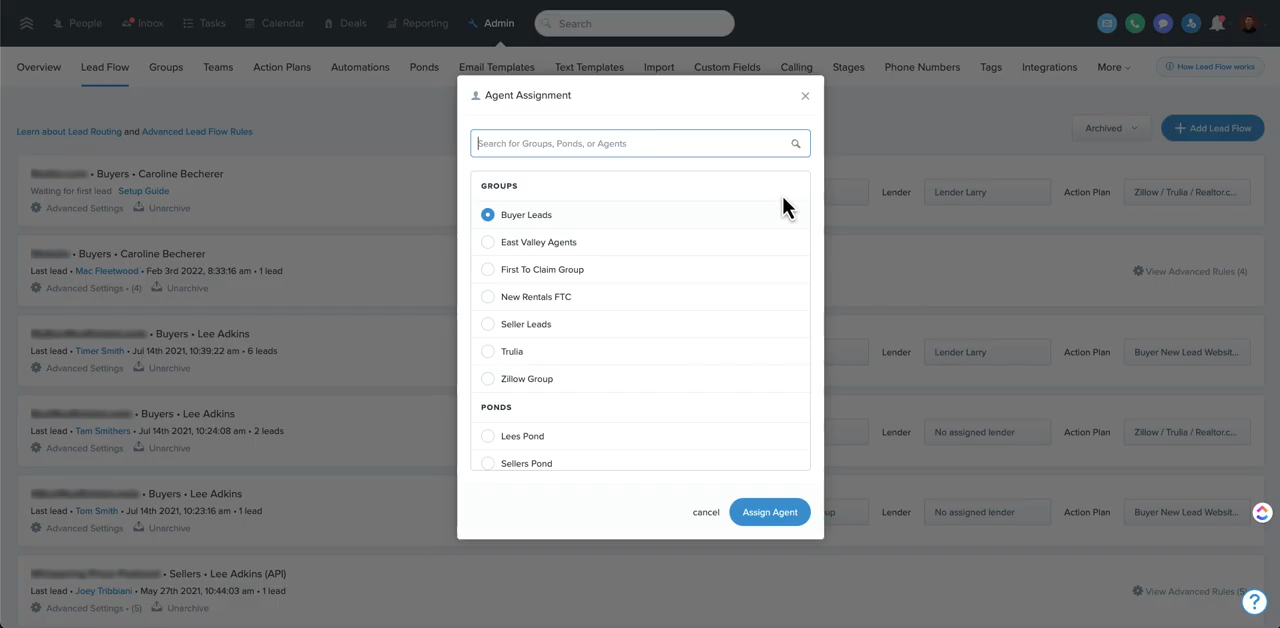 People Inbox Tasks Calendar Deals Reporting Admin Search
Overview Lead Flow Groups Teams Action Plans Automations Ponds Email Templates Text Templates Import Custom Fields Calling Stages Phone Numbers Tags Integrations More How Lead Flow works
Agent Assignment
Search for Groups, Ponds, or Agents
GROUPS
Buyer Leads
East Valley Agents
First To Claim Group
New Rentals FTC
Seller Leads
Trulia
Zillow Group
PONDS
Lees Pond
Sellers Pond
cancel Assign Agent
Learn about Lead Routing and Advanced Lead Flow Rules
Archived + Add Lead Flow
• Buyers • Caroline Becherer
Waiting for first lead Setup Guide
Advanced Settings Unarchive
Lender Lender Larry Action Plan Zillow / Trulia / Realtor.c...
• Buyers • Caroline Becherer
Last lead • Mac Fleetwood • Feb 3rd 2022, 8:33:16 am • 1 lead
Advanced Settings • (4) Unarchive
View Advanced Rules (4)
• Buyers • Lee Adkins
Last lead • Timer Smith • Jul 14th 2021, 10:39:22 am • 6 leads
Advanced Settings Unarchive
Lender Lender Larry Action Plan Buyer New Lead Websit...
• Buyers • Lee Adkins
Last lead • Tam Smithers • Jul 14th 2021, 10:24:08 am • 2 leads
Advanced Settings Unarchive
Lender No assigned lender Action Plan Zillow / Trulia / Realtor.c...
• Buyers • Lee Adkins
Last lead • Tom Smith • Jul 14th 2021, 10:23:16 am • 1 lead
Advanced Settings Unarchive
Lender No assigned lender Action Plan Buyer New Lead Websit...
• Sellers • Lee Adkins (API)
Last lead • Joey Tribbiani • May 27th 2021, 10:44:03 am • 1 lead
Advanced Settings • (5) Unarchive
View Advanced Rules (5)